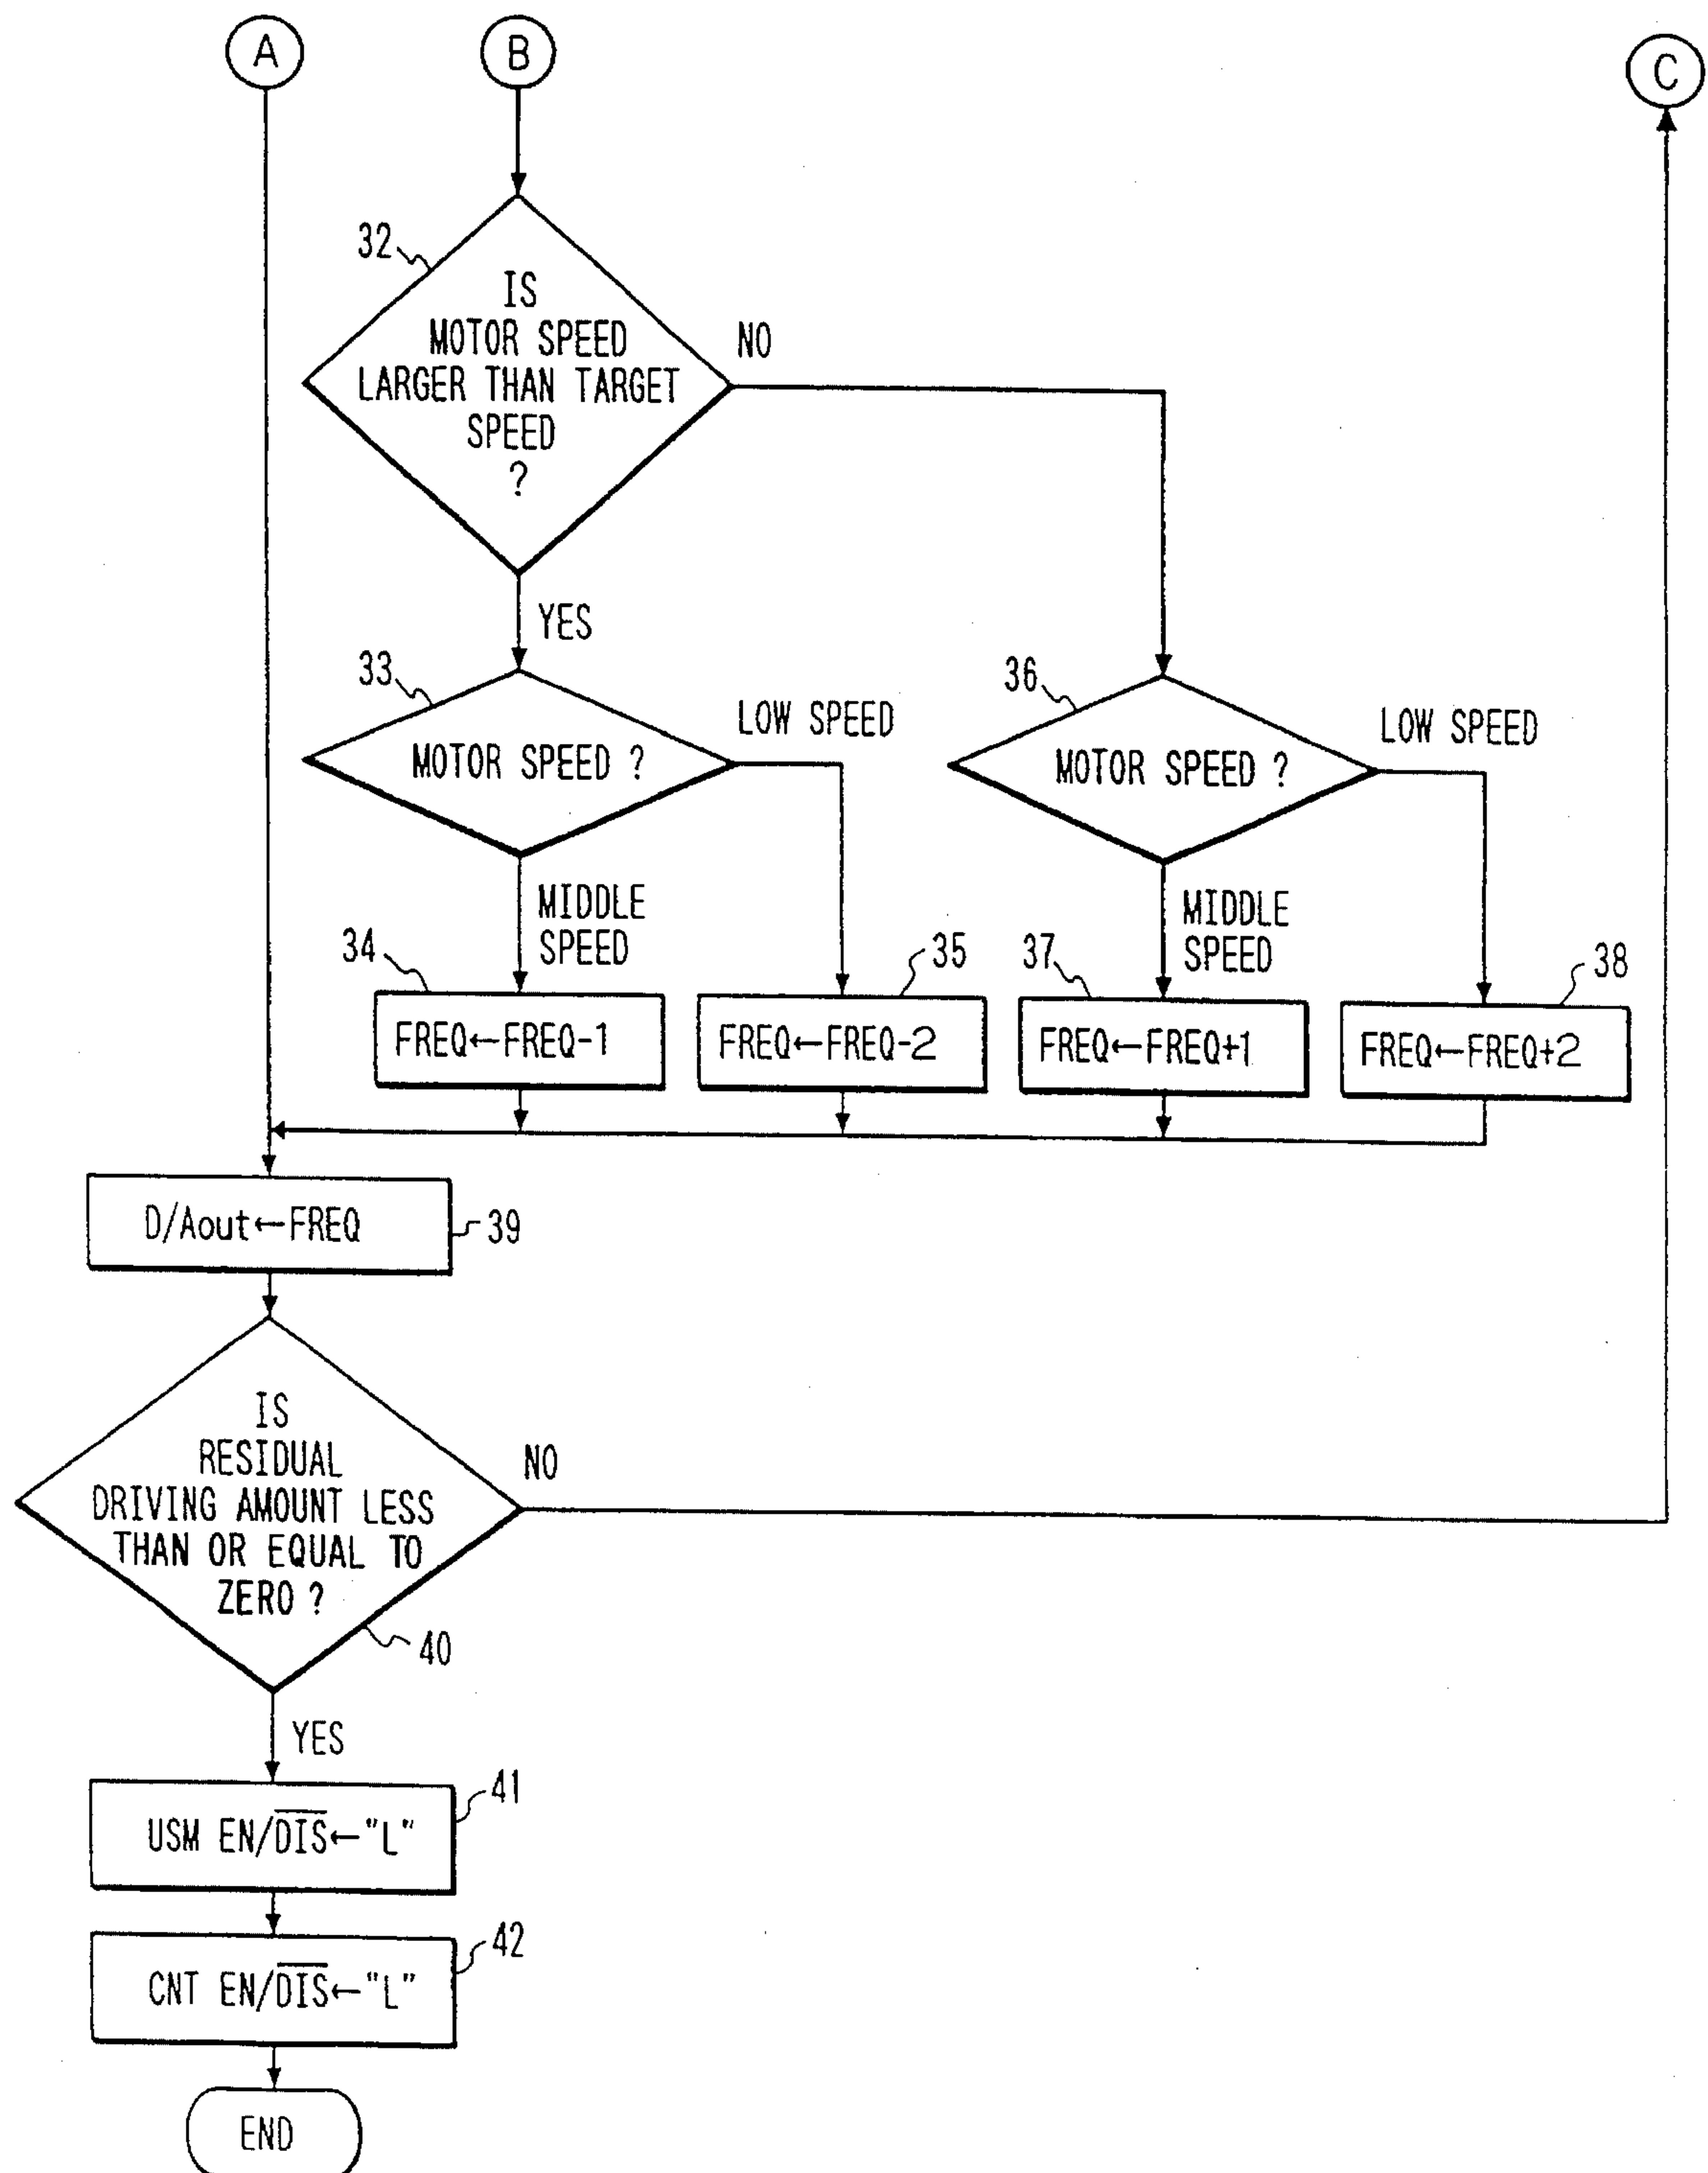 A
B
C
32
IS
MOTOR SPEED
LARGER THAN TARGET
SPEED
?
NO
YES
33
MOTOR SPEED ?
LOW SPEED
36
MOTOR SPEED ?
LOW SPEED
MIDDLE
SPEED
MIDDLE
SPEED
34
FREQ←FREQ-1
35
FREQ←FREQ-2
37
FREQ←FREQ+1
38
FREQ←FREQ+2
D/Aout←FREQ
39
IS
RESIDUAL
DRIVING AMOUNT LESS
THAN OR EQUAL TO
ZERO ?
NO
40
YES
41
USM EN/D̅I̅S̅←"L"
42
CNT EN/D̅I̅S̅←"L"
END